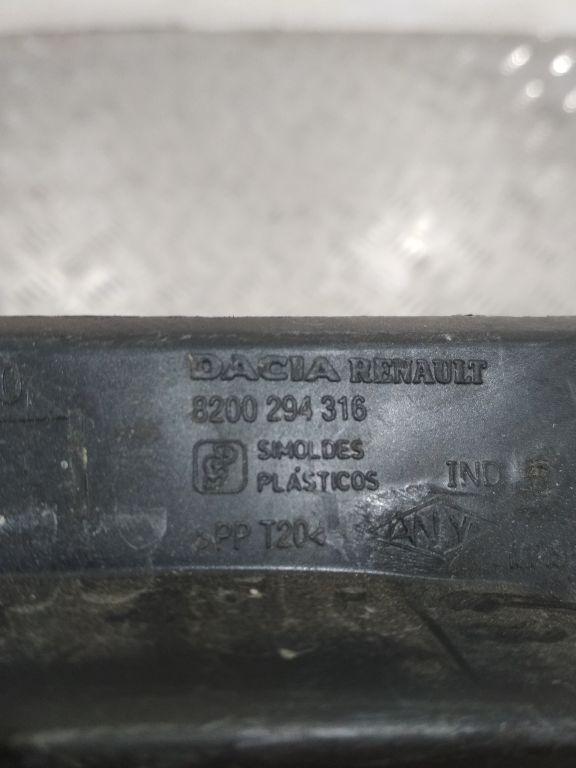 DACIA RENAULT
8200 294 316
SIMOLDES
PLÁSTICOS
IND
>PP T20<